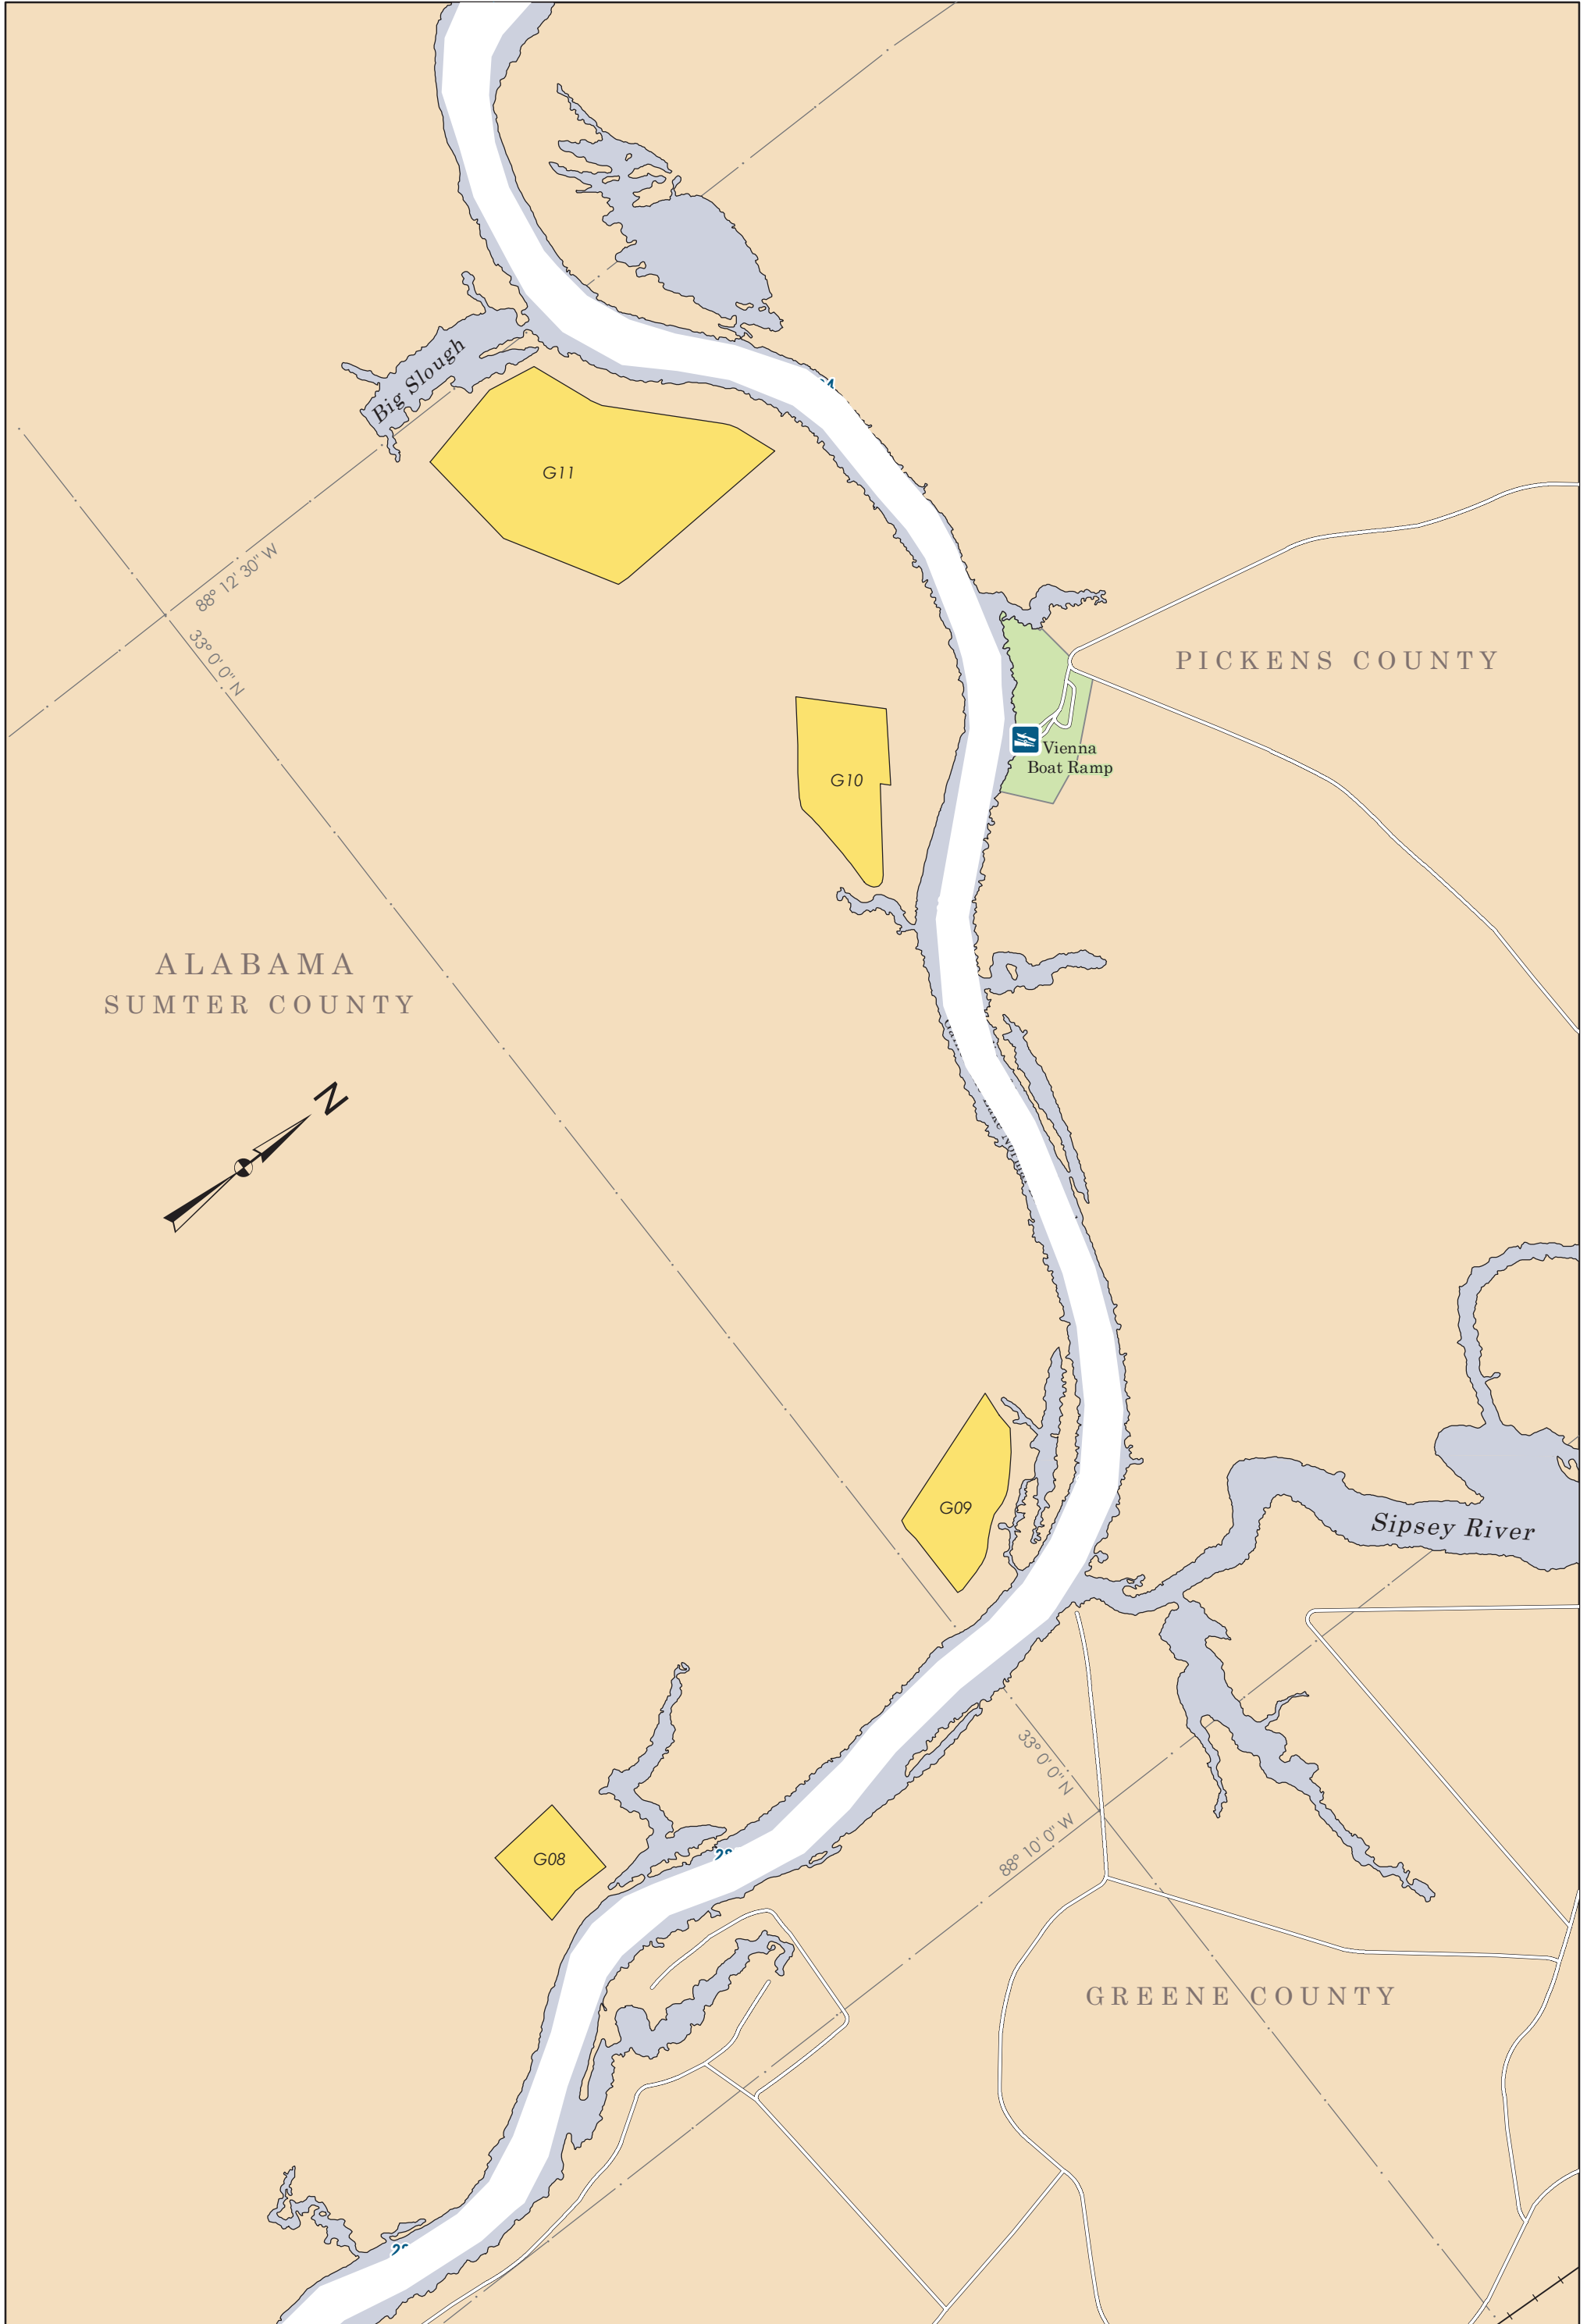 Big Slough
G11
88° 12' 30" W
33° 0' 0" N
PICKENS COUNTY
Vienna
Boat Ramp
G10
ALABAMA
SUMTER COUNTY
N
G09
Sipsey River
33° 0' 0" N
88° 10' 0" W
G08
GREENE COUNTY